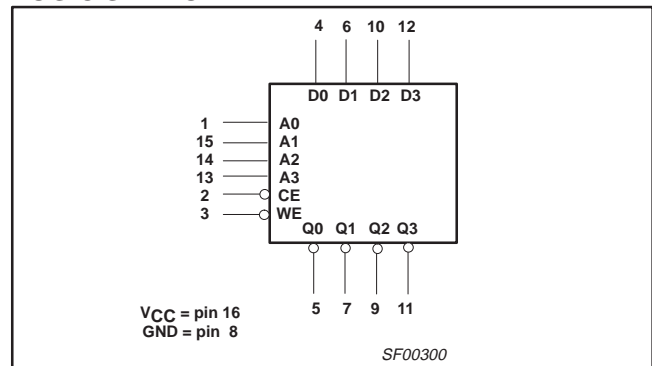 4 6 10 12
D0 D1 D2 D3
1 A0
15 A1
14 A2
13 A3
2 CE
3 WE
Q0 Q1 Q2 Q3
5 7 9 11
VCC = pin 16
GND = pin 8
SF00300